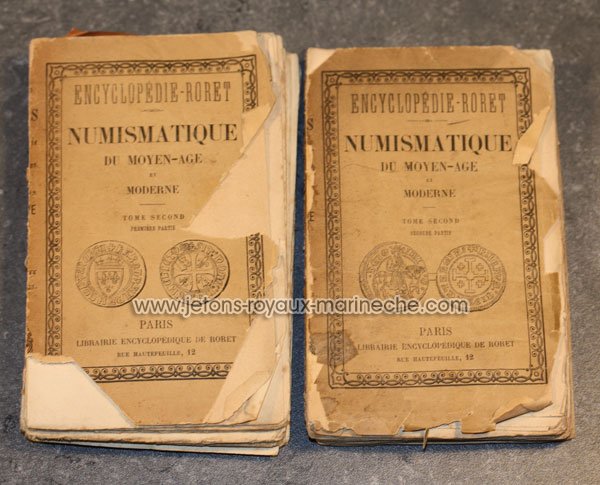 ENCYCLOPÉDIE-RORET
NUMISMATIQUE
DU MOYEN-AGE
ET
MODERNE
TOME SECOND
PREMIÈRE PARTIE
PARIS
LIBRAIRIE ENCYCLOPÉDIQUE DE RORET
RUE HAUTEFEUILLE, 12
ENCYCLOPÉDIE-RORET
NUMISMATIQUE
DU MOYEN-AGE
ET
MODERNE
TOME SECOND
SECONDE PARTIE
PARIS
LIBRAIRIE ENCYCLOPÉDIQUE DE RORET
RUE HAUTEFEUILLE, 12
www.jetons-royaux-marineche.com